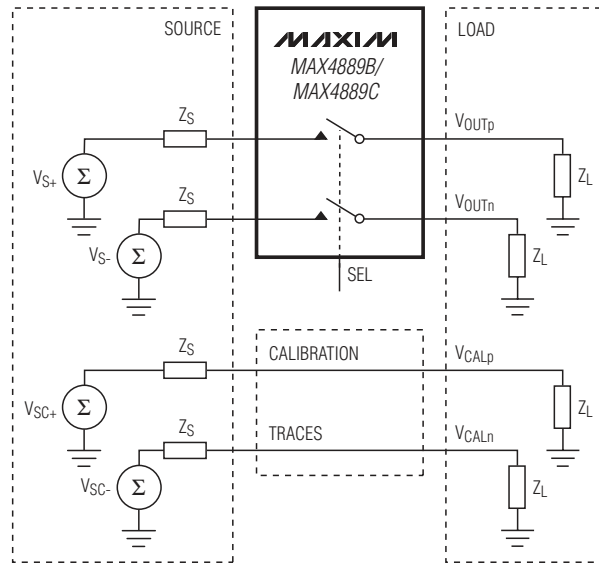 SOURCE
MAXIM
LOAD
MAX4889B/
MAX4889C
ZS
VOUTp
VS+
Σ
ZL
ZS
VOUTn
VS-
Σ
ZL
SEL
ZS
CALIBRATION
VCALp
VSC+
Σ
ZL
ZS
TRACES
VCALn
VSC-
Σ
ZL